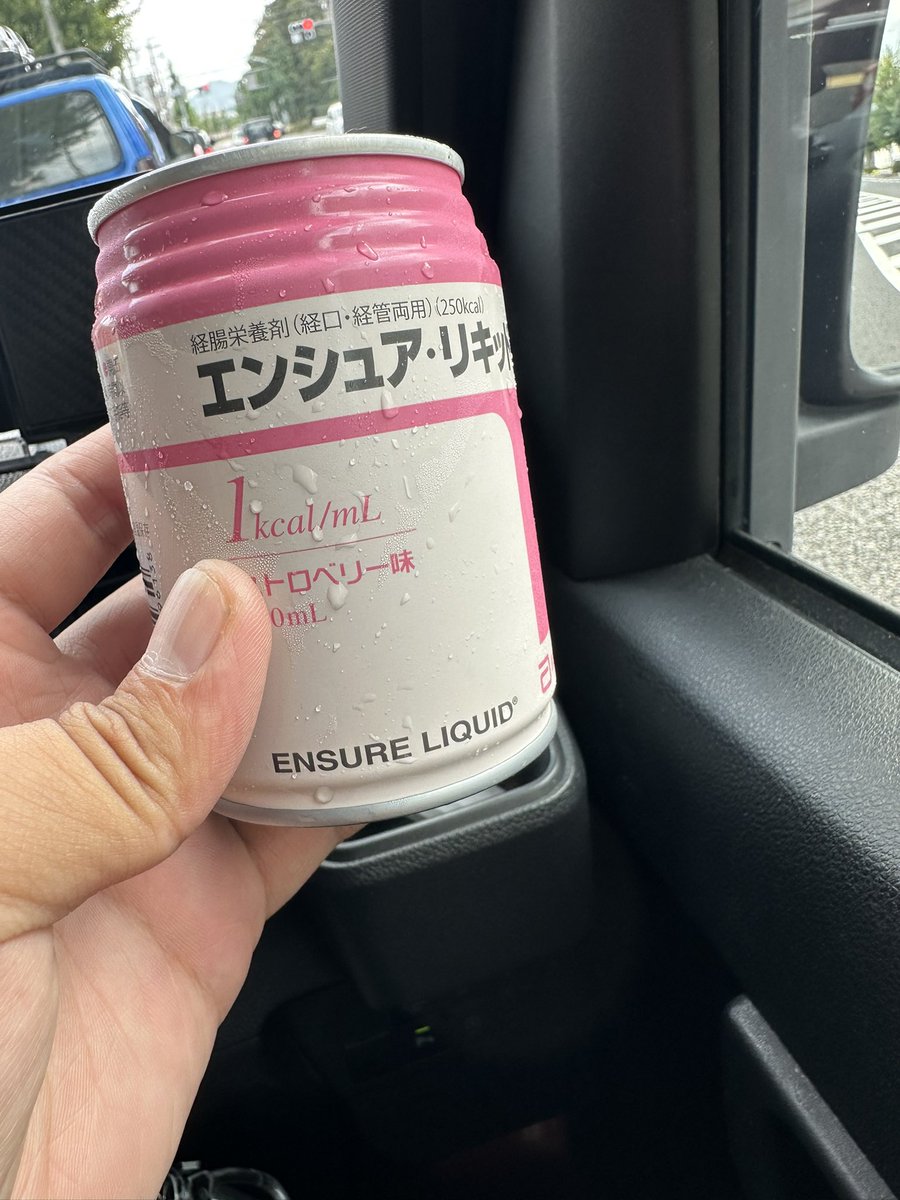 経腸栄養剤(経口・経管両用)(250kcal)
エンシュア・リキッ
1kcal/mL
トロベリー味
0mL
ENSURE LIQUID®